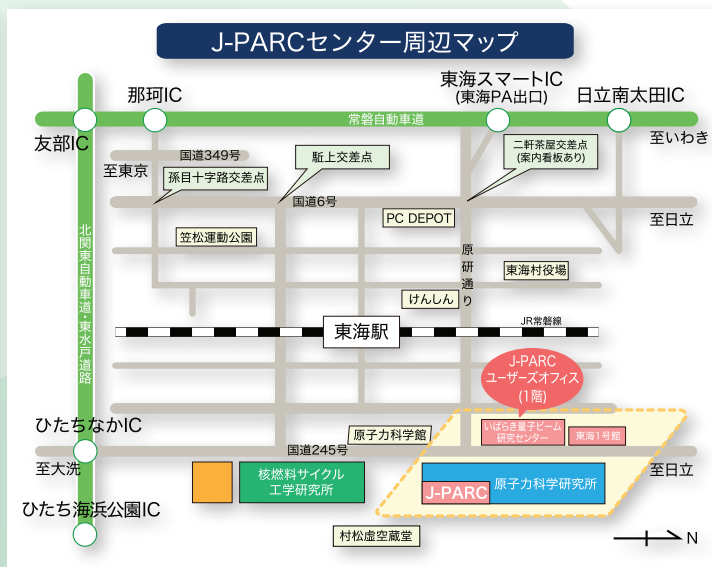 J-PARCセンター周辺マップ
那珂IC
東海スマートIC
(東海PA出口)
日立南太田IC
常磐自動車道
友部IC
至いわき
国道349号
至東京
孫目十字路交差点
駈上交差点
二軒茶屋交差点
(案内看板あり)
国道6号
PC DEPOT
至日立
笠松運動公園
北関東自動車道・東水戸道路
原研通り
東海村役場
けんしん
JR常磐線
東海駅
J-PARC
ユーザーズオフィス
(1階)
ひたちなかIC
原子力科学館
いばらき量子ビーム
研究センター
東海1号館
国道245号
至大洗
至日立
核燃料サイクル
工学研究所
原子力科学研究所
J-PARC
ひたち海浜公園IC
村松虚空蔵堂
N